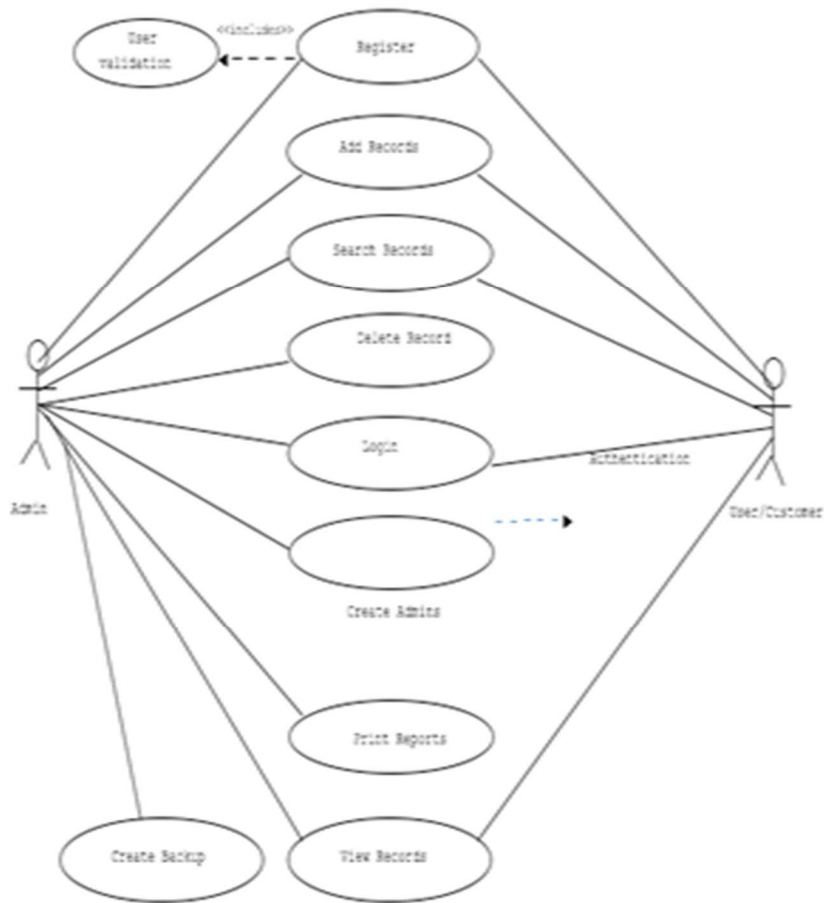 User
validation
<<includes>>
Register
Add Records
Search Records
Delete Record
Login
Authentication
Admin
User/Customer
Create Admins
Print Reports
Create Backup
View Records